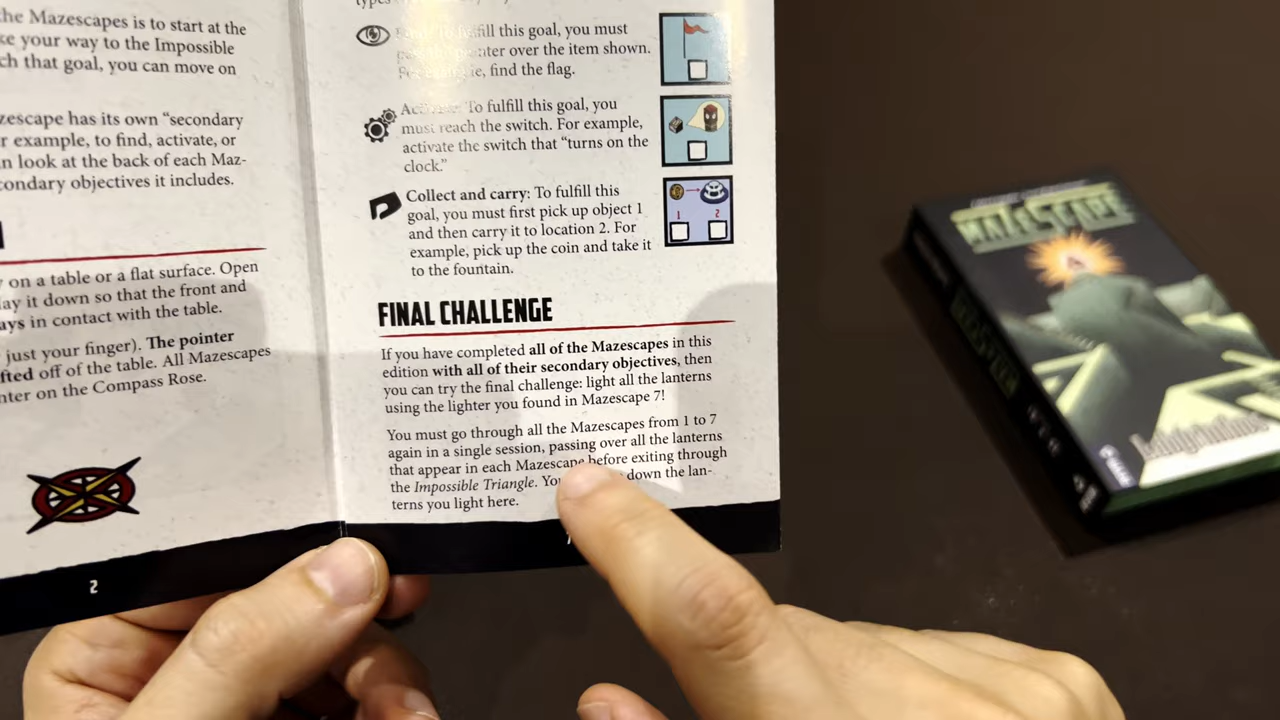 the Mazescapes is to start at the
ke your way to the Impossible
ch that goal, you can move on
zescape has its own “secondary
r example, to find, activate, or
n look at the back of each Maz-
condary objectives it includes.
on a table or a flat surface. Open
lay it down so that the front and
ays in contact with the table.
just your finger). The pointer
fted off of the table. All Mazescapes
nter on the Compass Rose.
2
types
fill this goal, you must
over the item shown.
find the flag.
To fulfill this goal, you
must reach the switch. For example,
activate the switch that “turns on the
clock.”
Collect and carry: To fulfill this
goal, you must first pick up object 1
and then carry it to location 2. For
example, pick up the coin and take it
to the fountain.
1 2
FINAL CHALLENGE
If you have completed all of the Mazescapes in this
edition with all of their secondary objectives, then
you can try the final challenge: light all the lanterns
using the lighter you found in Mazescape 7!
You must go through all the Mazescapes from 1 to 7
again in a single session, passing over all the lanterns
that appear in each Mazescape before exiting through
the Impossible Triangle. Yo down the lan-
terns you light here.
MAZESCAPE
Labyrinthos